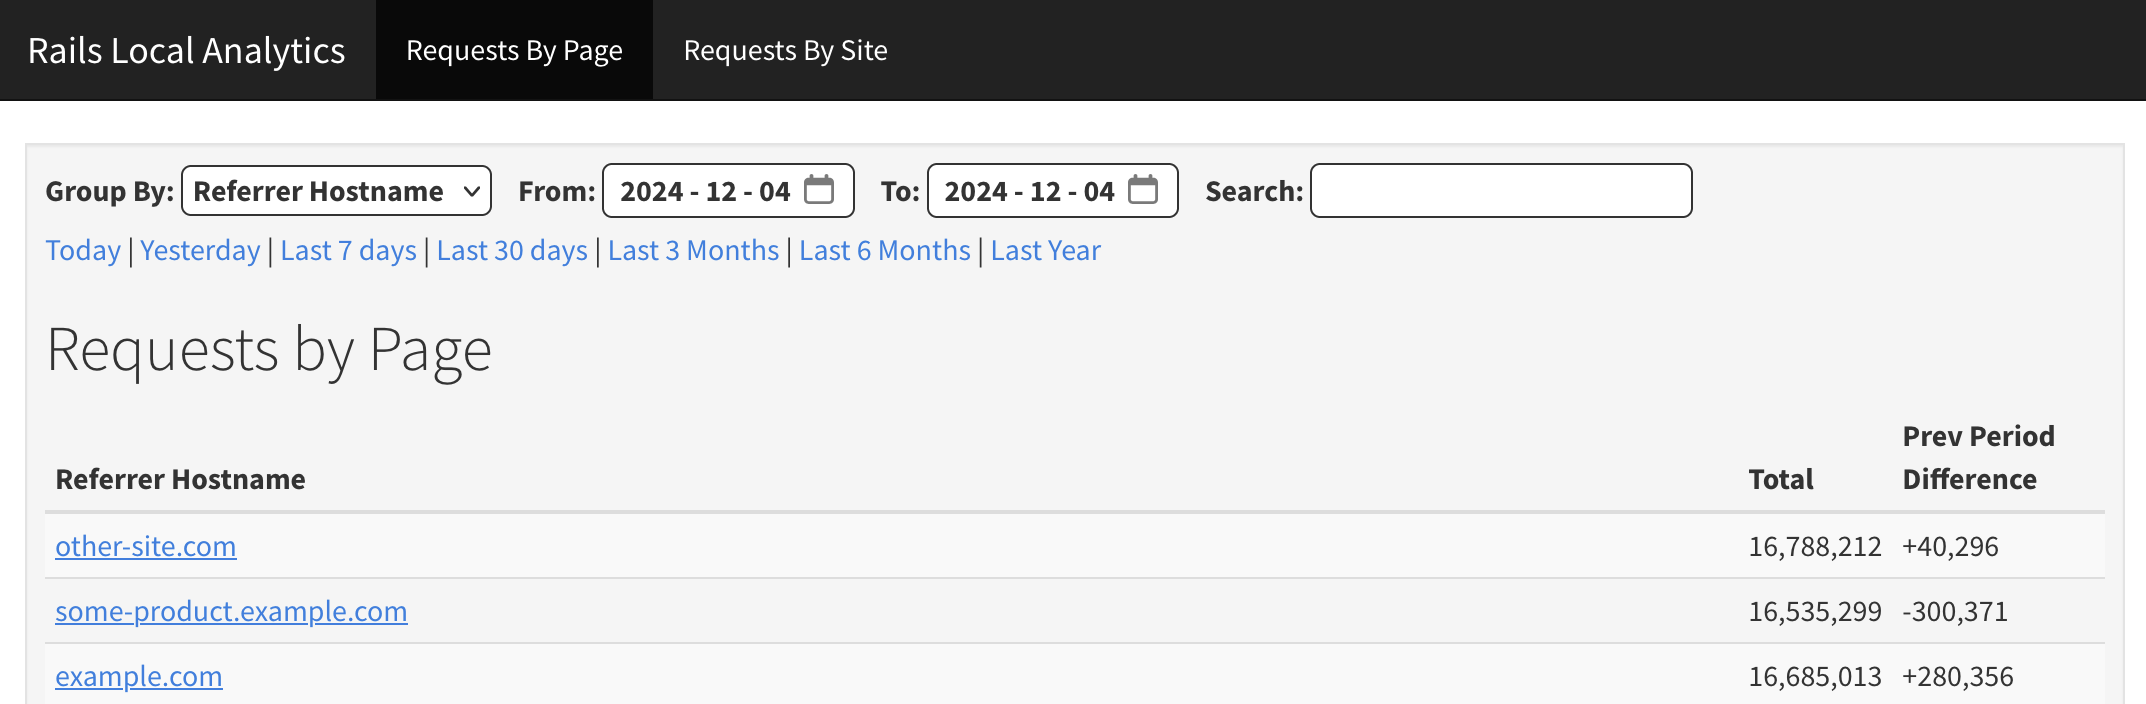 Rails Local Analytics Requests By Page Requests By Site
Group By: Referrer Hostname From: 2024 - 12 - 04 To: 2024 - 12 - 04 Search:
Today | Yesterday | Last 7 days | Last 30 days | Last 3 Months | Last 6 Months | Last Year
Requests by Page
Referrer Hostname Total Prev Period Difference
other-site.com 16,788,212 +40,296
some-product.example.com 16,535,299 -300,371
example.com 16,685,013 +280,356